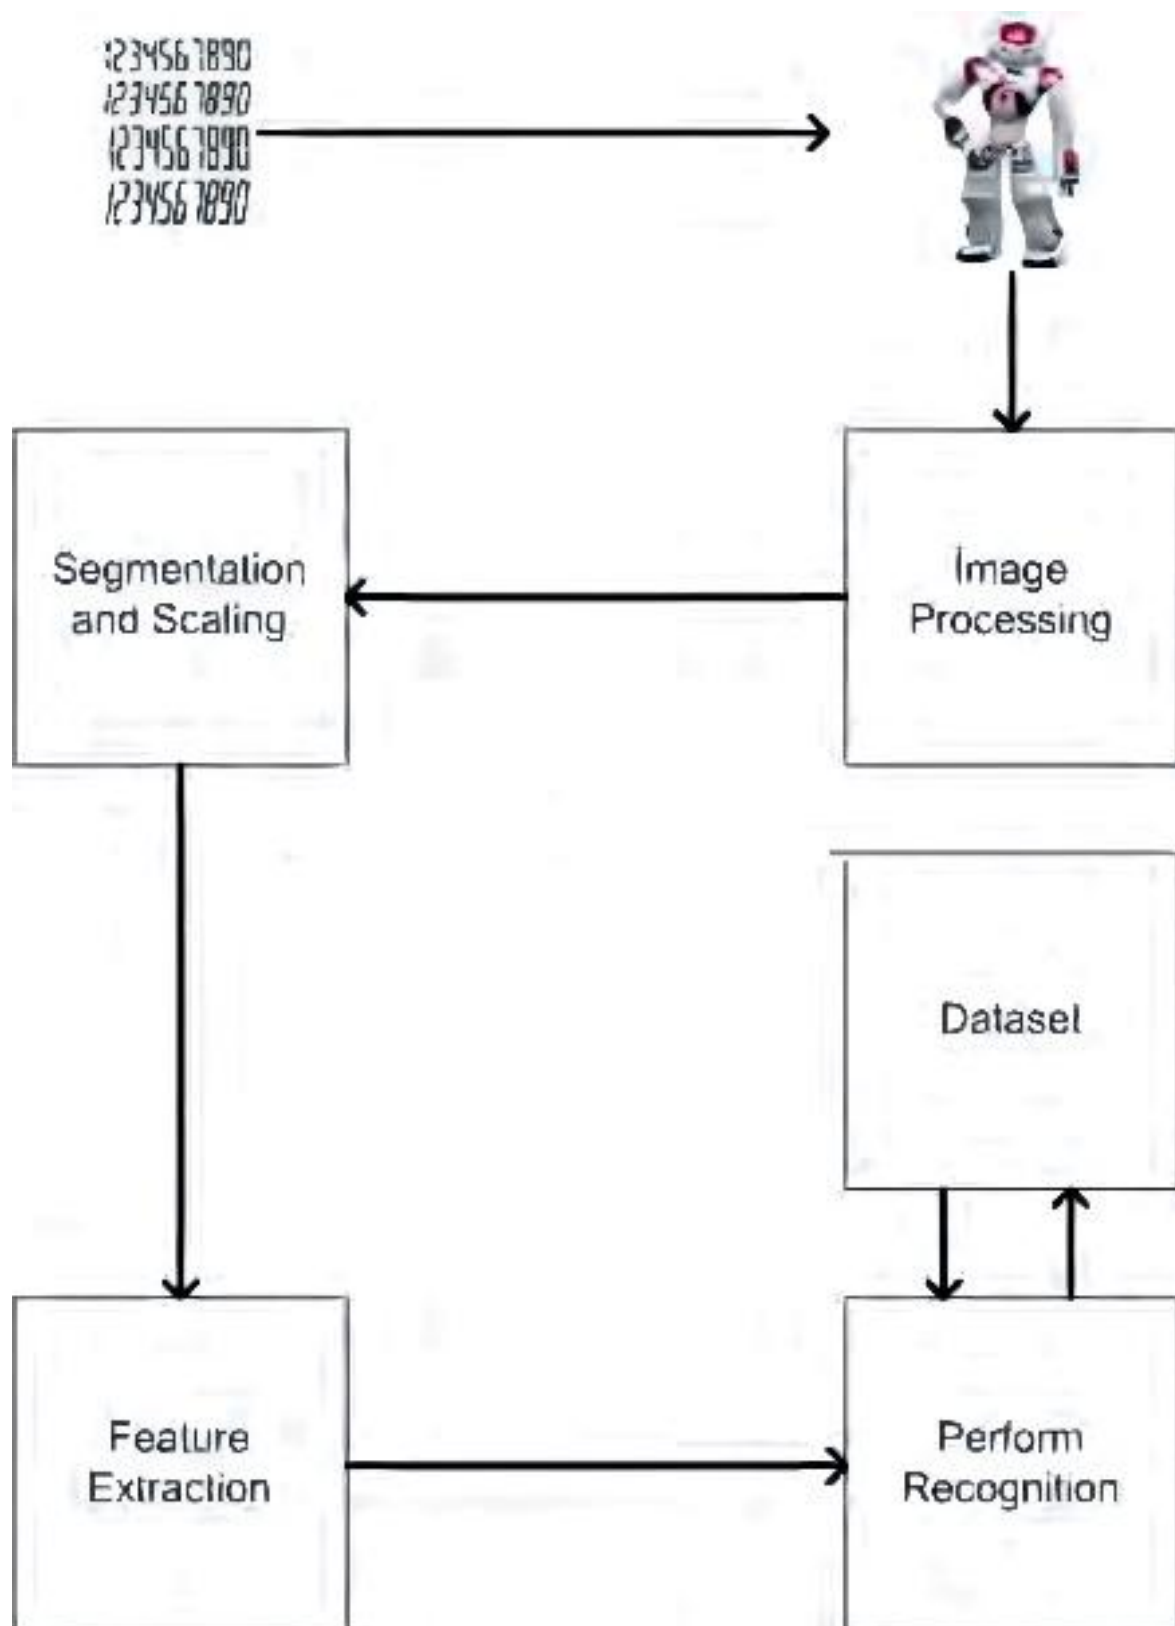 1234567890
1234567890
1234567890
1234567890
Segmentation
and Scaling
Image
Processing
Dataset
Feature
Extraction
Perform
Recognition